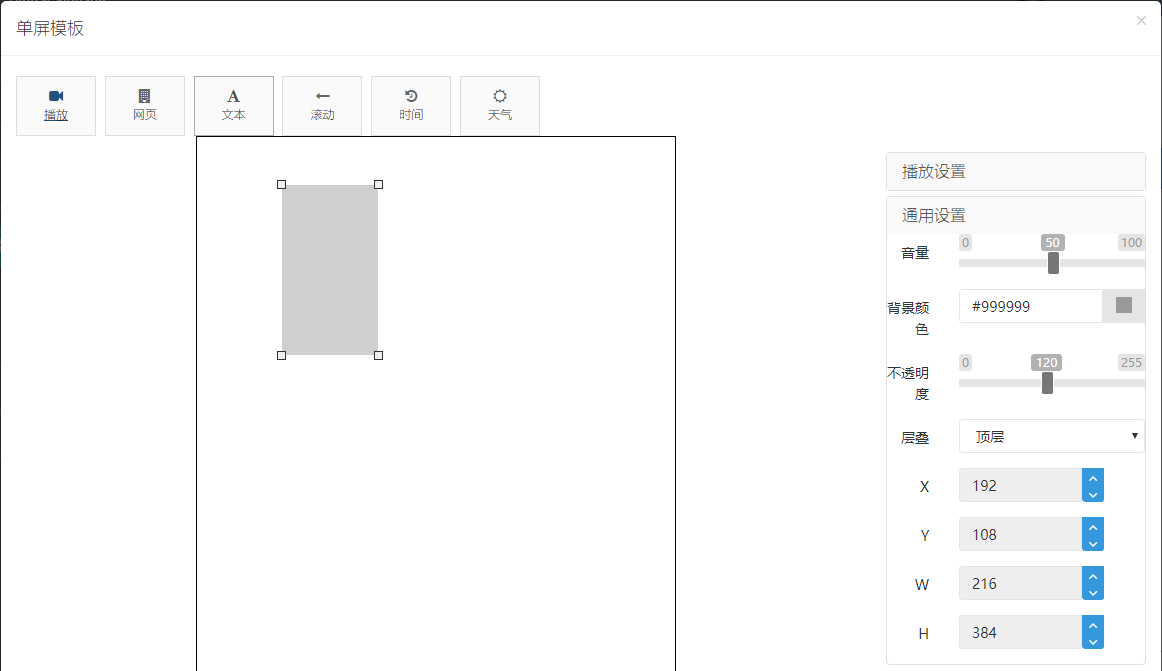 单屏模板
×
播放
网页
文本
滚动
时间
天气
播放设置
通用设置
音量
0
50
100
背景颜
色
#999999
不透明
度
0
120
255
层叠
顶层
X
192
Y
108
W
216
H
384